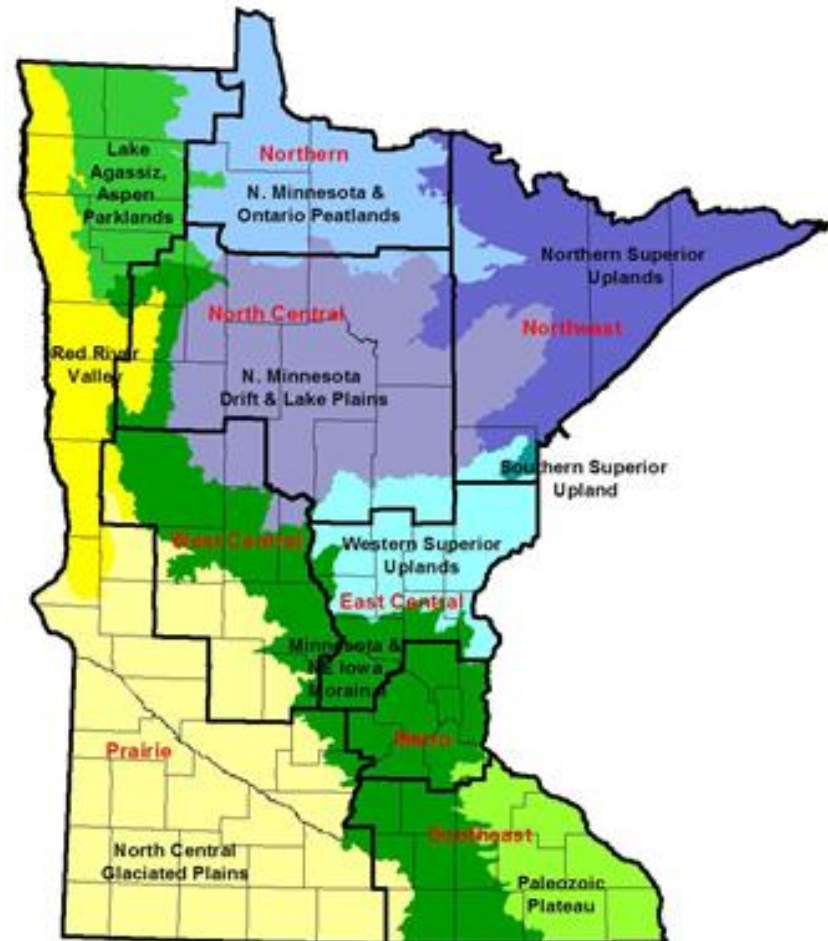 Lake
Agassiz,
Aspen
Parklands
Northern
N. Minnesota &
Ontario Peatlands
Northern Superior
Uplands
North Central
Northeast
Red River
Valley
N. Minnesota
Drift & Lake Plains
Southern Superior
Upland
West Central
Western Superior
Uplands
East Central
Minnesota &
NE Iowa
Morainal
Metro
Prairie
Southeast
North Central
Glaciated Plains
Paleozoic
Plateau